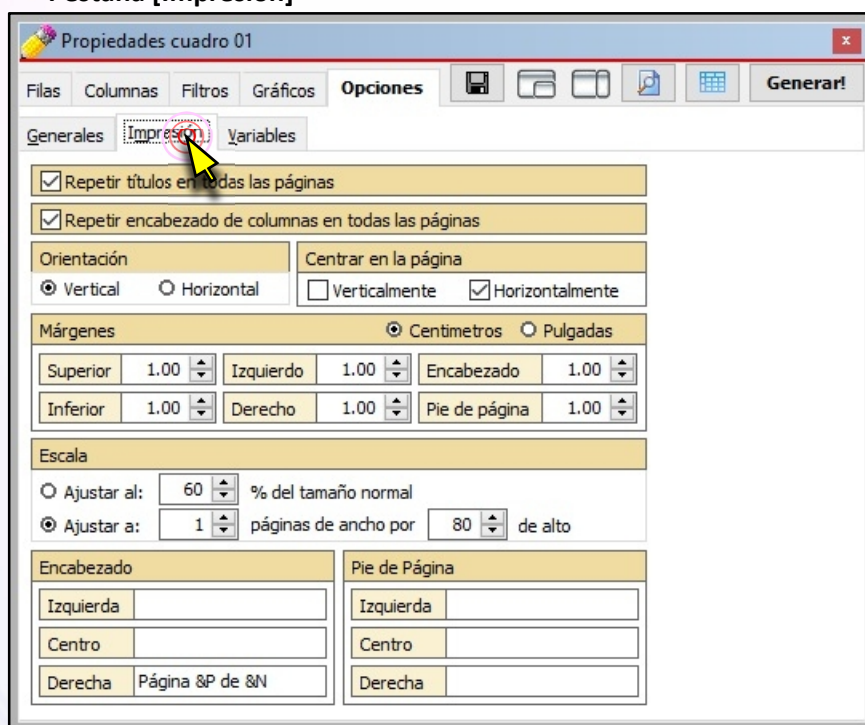 Pestaña [Impresión]
Propiedades cuadro 01
x
Filas Columnas Filtros Gráficos Opciones Generar!
Generales Impresión Variables
Repetir títulos en todas las páginas
Repetir encabezado de columnas en todas las páginas
Orientación Centrar en la página
Vertical Horizontal Verticalmente Horizontalmente
Márgenes Centimetros Pulgadas
Superior 1.00 Izquierdo 1.00 Encabezado 1.00
Inferior 1.00 Derecho 1.00 Pie de página 1.00
Escala
Ajustar al: 60 % del tamaño normal
Ajustar a: 1 páginas de ancho por 80 de alto
Encabezado Pie de Página
Izquierda Izquierda
Centro Centro
Derecha Página &P de &N Derecha